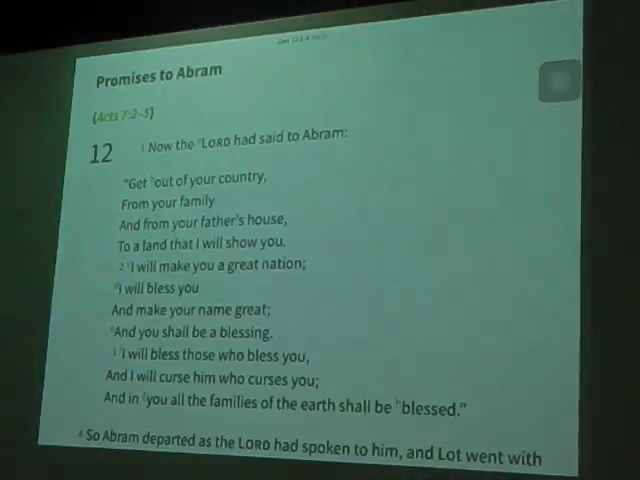 Promises to Abram
(Acts 7:2-5)
12 1 Now the LORD had said to Abram:
"Get out of your country,
From your family
And from your father's house,
To a land that I will show you.
2 I will make you a great nation;
I will bless you
And make your name great;
And you shall be a blessing.
3 I will bless those who bless you,
And I will curse him who curses you;
And in you all the families of the earth shall be blessed."
4 So Abram departed as the LORD had spoken to him, and Lot went with